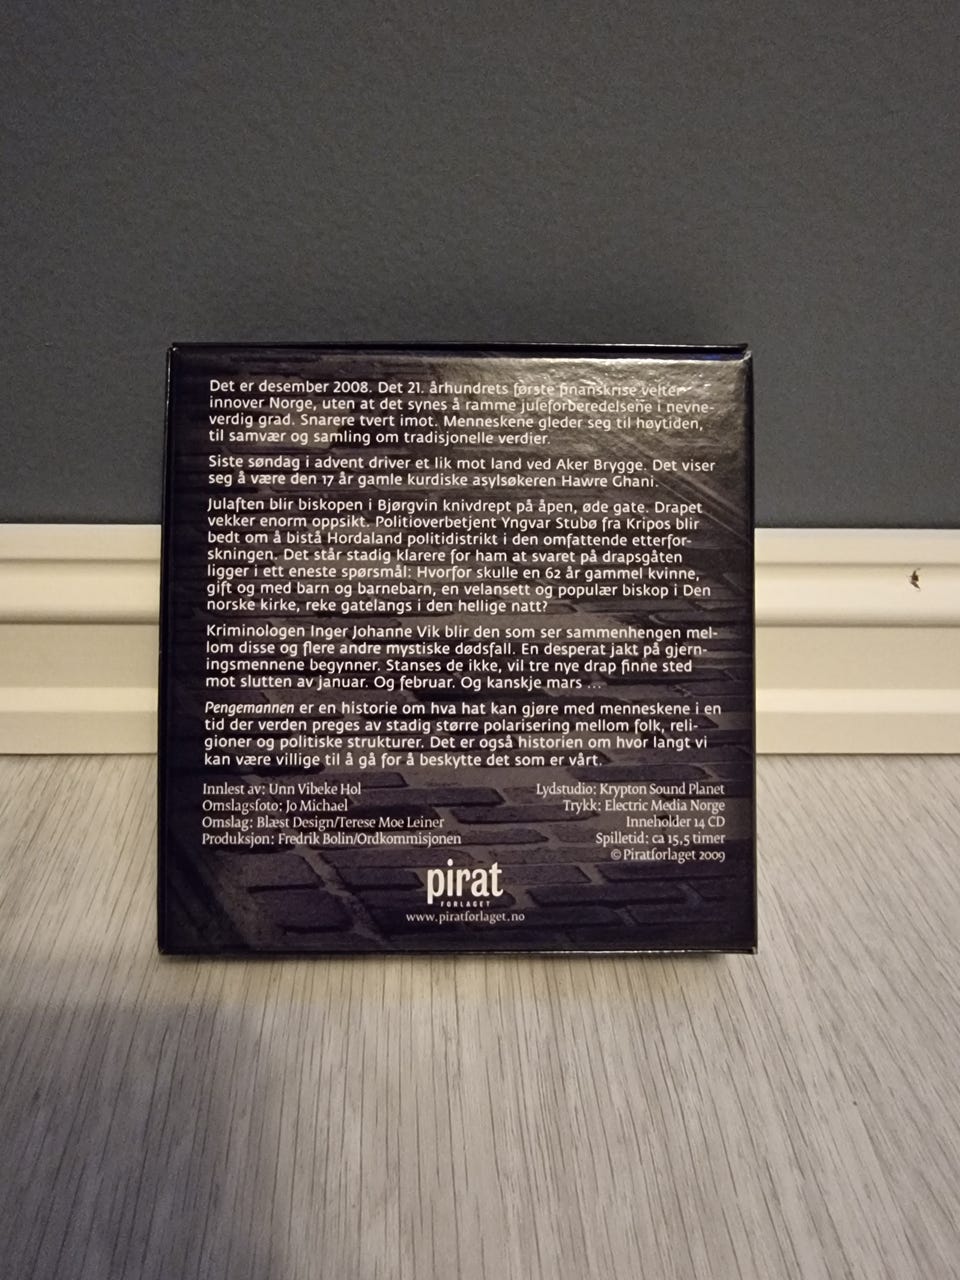 Det er desember 2008. Det 21. århundrets første finanskrise velter
innover Norge, uten at det synes å ramme juleforberedelsene i nevne-
verdig grad. Snarere tvert imot. Menneskene gleder seg til høytiden,
til samvær og samling om tradisjonelle verdier.
Siste søndag i advent driver et lik mot land ved Aker Brygge. Det viser
seg å være den 17 år gamle kurdiske asylsøkeren Hawre Ghani.
Julaften blir biskopen i Bjørgvin knivdrept på åpen, øde gate. Drapet
vekker enorm oppsikt. Politioverbetjent Yngvar Stubø fra Kripos blir
bedt om å bistå Hordaland politidistrikt i den omfattende etterfor-
skningen. Det står stadig klarere for ham at svaret på drapsgåten
ligger i ett eneste spørsmål: Hvorfor skulle en 62 år gammel kvinne,
gift og med barn og barnebarn, en velansett og populær biskop i Den
norske kirke, reke gatelangs i den hellige natt?
Kriminologen Inger Johanne Vik blir den som ser sammenhengen mel-
lom disse og flere andre mystiske dødsfall. En desperat jakt på gjern-
ingsmennene begynner. Stanses de ikke, vil tre nye drap finne sted
mot slutten av januar. Og februar. Og kanskje mars ...
Pengemannen er en historie om hva hat kan gjøre med menneskene i en
tid der verden preges av stadig større polarisering mellom folk, reli-
gioner og politiske strukturer. Det er også historien om hvor langt vi
kan være villige til å gå for å beskytte det som er vårt.
Innlest av: Unn Vibeke Hol
Omslagsfoto: Jo Michael
Omslag: Blæst Design/Terese Moe Leiner
Produksjon: Fredrik Bolin/Ordkommisjonen
Lydstudio: Krypton Sound Planet
Trykk: Electric Media Norge
Inneholder 14 CD
Spilletid: ca 15,5 timer
© Piratforlaget 2009
pirat
FORLAGET
www.piratforlaget.no